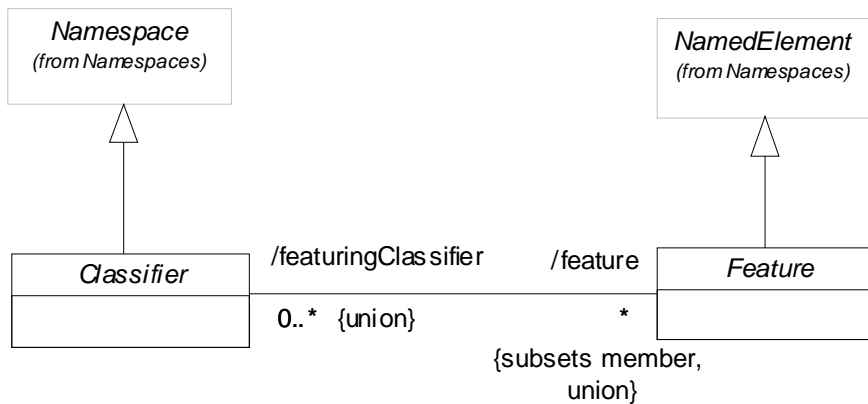 Namespace
(from Namespaces)
NamedElement
(from Namespaces)
/featuringClassifier
/feature
Classifier
Feature
0..* {union}
*
{subsets member,
union}